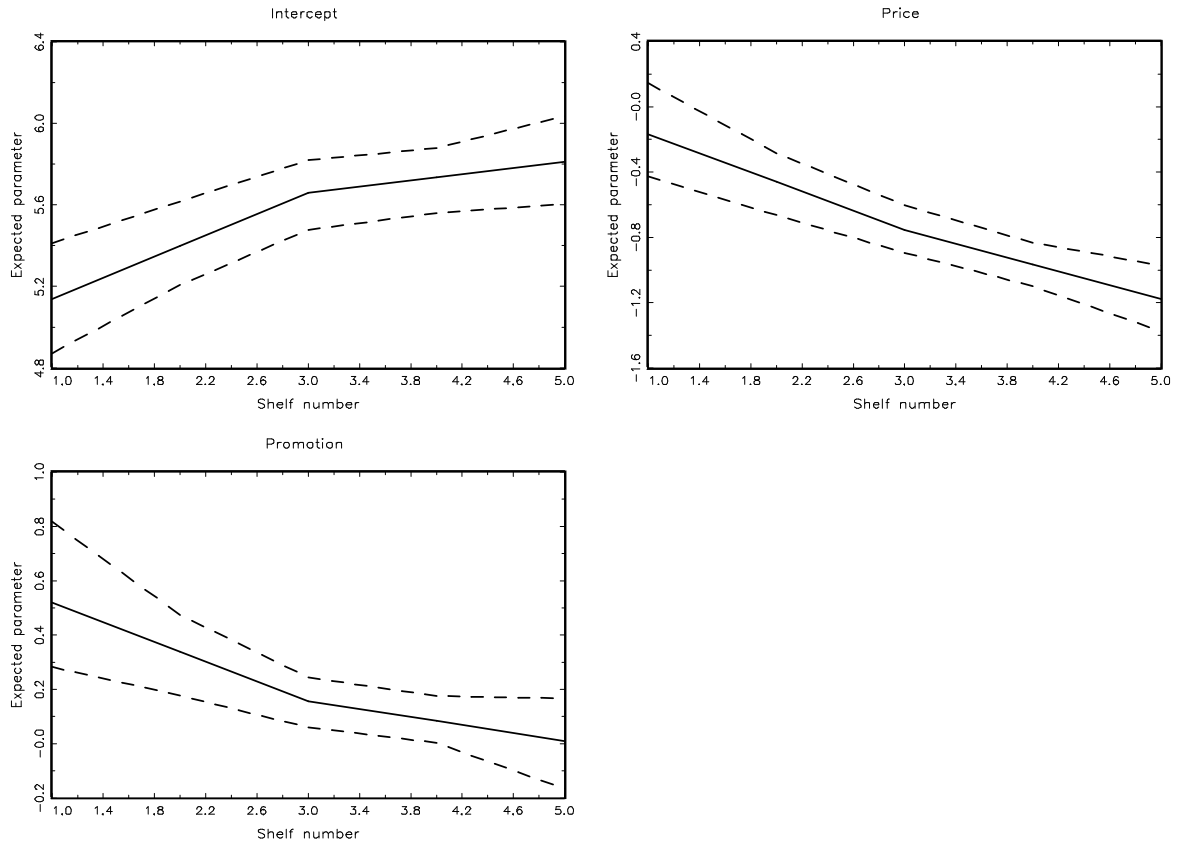 Intercept
6.4
6.0
5.6
5.2
4.8
Expected parameter
1.0 1.4 1.8 2.2 2.6 3.0 3.4 3.8 4.2 4.6 5.0
Shelf number
Price
0.4
-0.0
-0.4
-0.8
-1.2
-1.6
Expected parameter
1.0 1.4 1.8 2.2 2.6 3.0 3.4 3.8 4.2 4.6 5.0
Shelf number
Promotion
1.0
0.8
0.6
0.4
0.2
-0.0
-0.2
Expected parameter
1.0 1.4 1.8 2.2 2.6 3.0 3.4 3.8 4.2 4.6 5.0
Shelf number